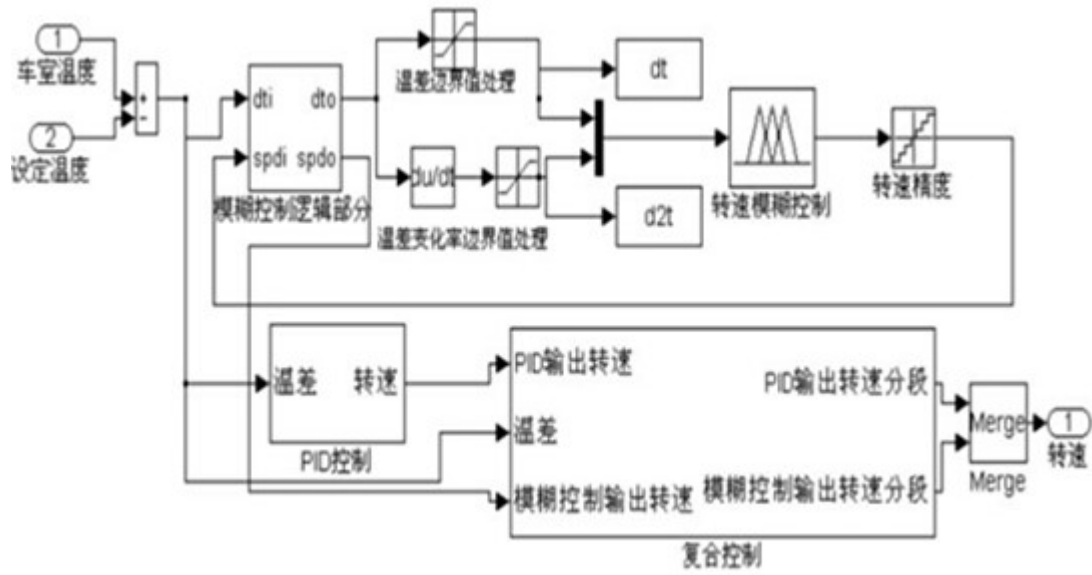 1
车室温度
2
设定温度
+
−
dti
dto
spdi
spdo
模糊控制逻辑部分
温差边界值处理
du/dt
温差变化率边界值处理
dt
d2t
转速模糊控制
转速精度
温差
转速
PID控制
PID输出转速
温差
模糊控制输出转速
PID输出转速分段
模糊控制输出转速分段
复合控制
Merge
Merge
1
转速